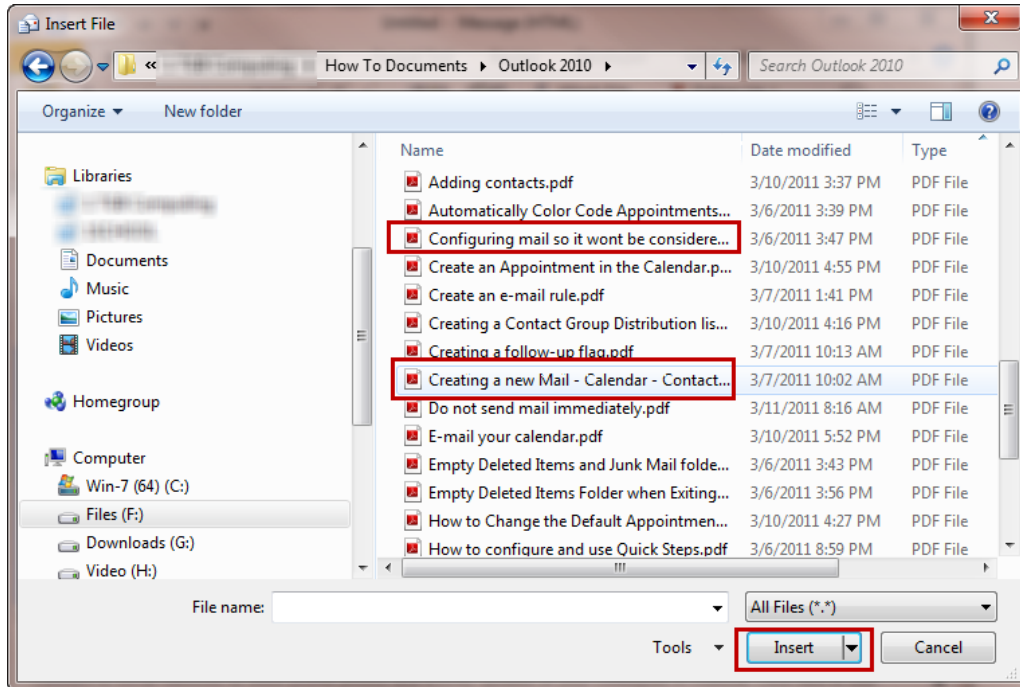 Insert File
« How To Documents ▸ Outlook 2010 ▸ Search Outlook 2010
Organize New folder
Name Date modified Type
Libraries
Documents
Music
Pictures
Videos
Homegroup
Computer
Win-7 (64) (C:)
Files (F:)
Downloads (G:)
Video (H:)
Adding contacts.pdf 3/10/2011 3:37 PM PDF File
Automatically Color Code Appointments... 3/6/2011 3:39 PM PDF File
Configuring mail so it wont be considere... 3/6/2011 3:47 PM PDF File
Create an Appointment in the Calendar.p... 3/10/2011 4:55 PM PDF File
Create an e-mail rule.pdf 3/7/2011 1:41 PM PDF File
Creating a Contact Group Distribution lis... 3/10/2011 4:16 PM PDF File
Creating a follow-up flag.pdf 3/7/2011 10:13 AM PDF File
Creating a new Mail - Calendar - Contact... 3/7/2011 10:02 AM PDF File
Do not send mail immediately.pdf 3/11/2011 8:16 AM PDF File
E-mail your calendar.pdf 3/10/2011 5:52 PM PDF File
Empty Deleted Items and Junk Mail folde... 3/6/2011 3:43 PM PDF File
Empty Deleted Items Folder when Exiting... 3/6/2011 3:56 PM PDF File
How to Change the Default Appointmen... 3/10/2011 4:27 PM PDF File
How to configure and use Quick Steps.pdf 3/6/2011 8:59 PM PDF File
File name: All Files (*.*)
Tools Insert Cancel